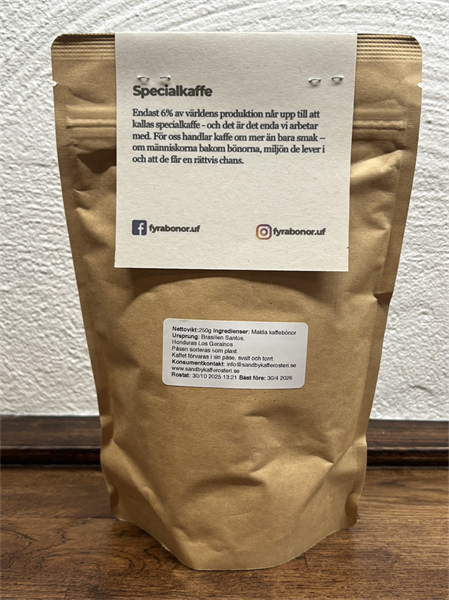 Specialkaffe
Endast 6% av världens produktion når upp till att
kallas specialkaffe - och det är det enda vi arbetar
med. För oss handlar kaffe om mer än bara smak –
om människorna bakom bönorna, miljön de lever i
och att de får en rättvis chans.
fyrabonor.uf
fyrabonor.uf
Nettovikt:250g Ingredienser: Malda kaffebönor
Ursprung: Brasilien Santos,
Honduras Los Gerainos
Påsen sorteras som plast
Kaffet förvaras i sin påse, svalt och torrt.
Konsumentkontakt: info@sandbykafferosteri.se
www.sandbykafferosteri.se
Rostat: 30/10 2025 13:21 Bäst före: 30/4 2026